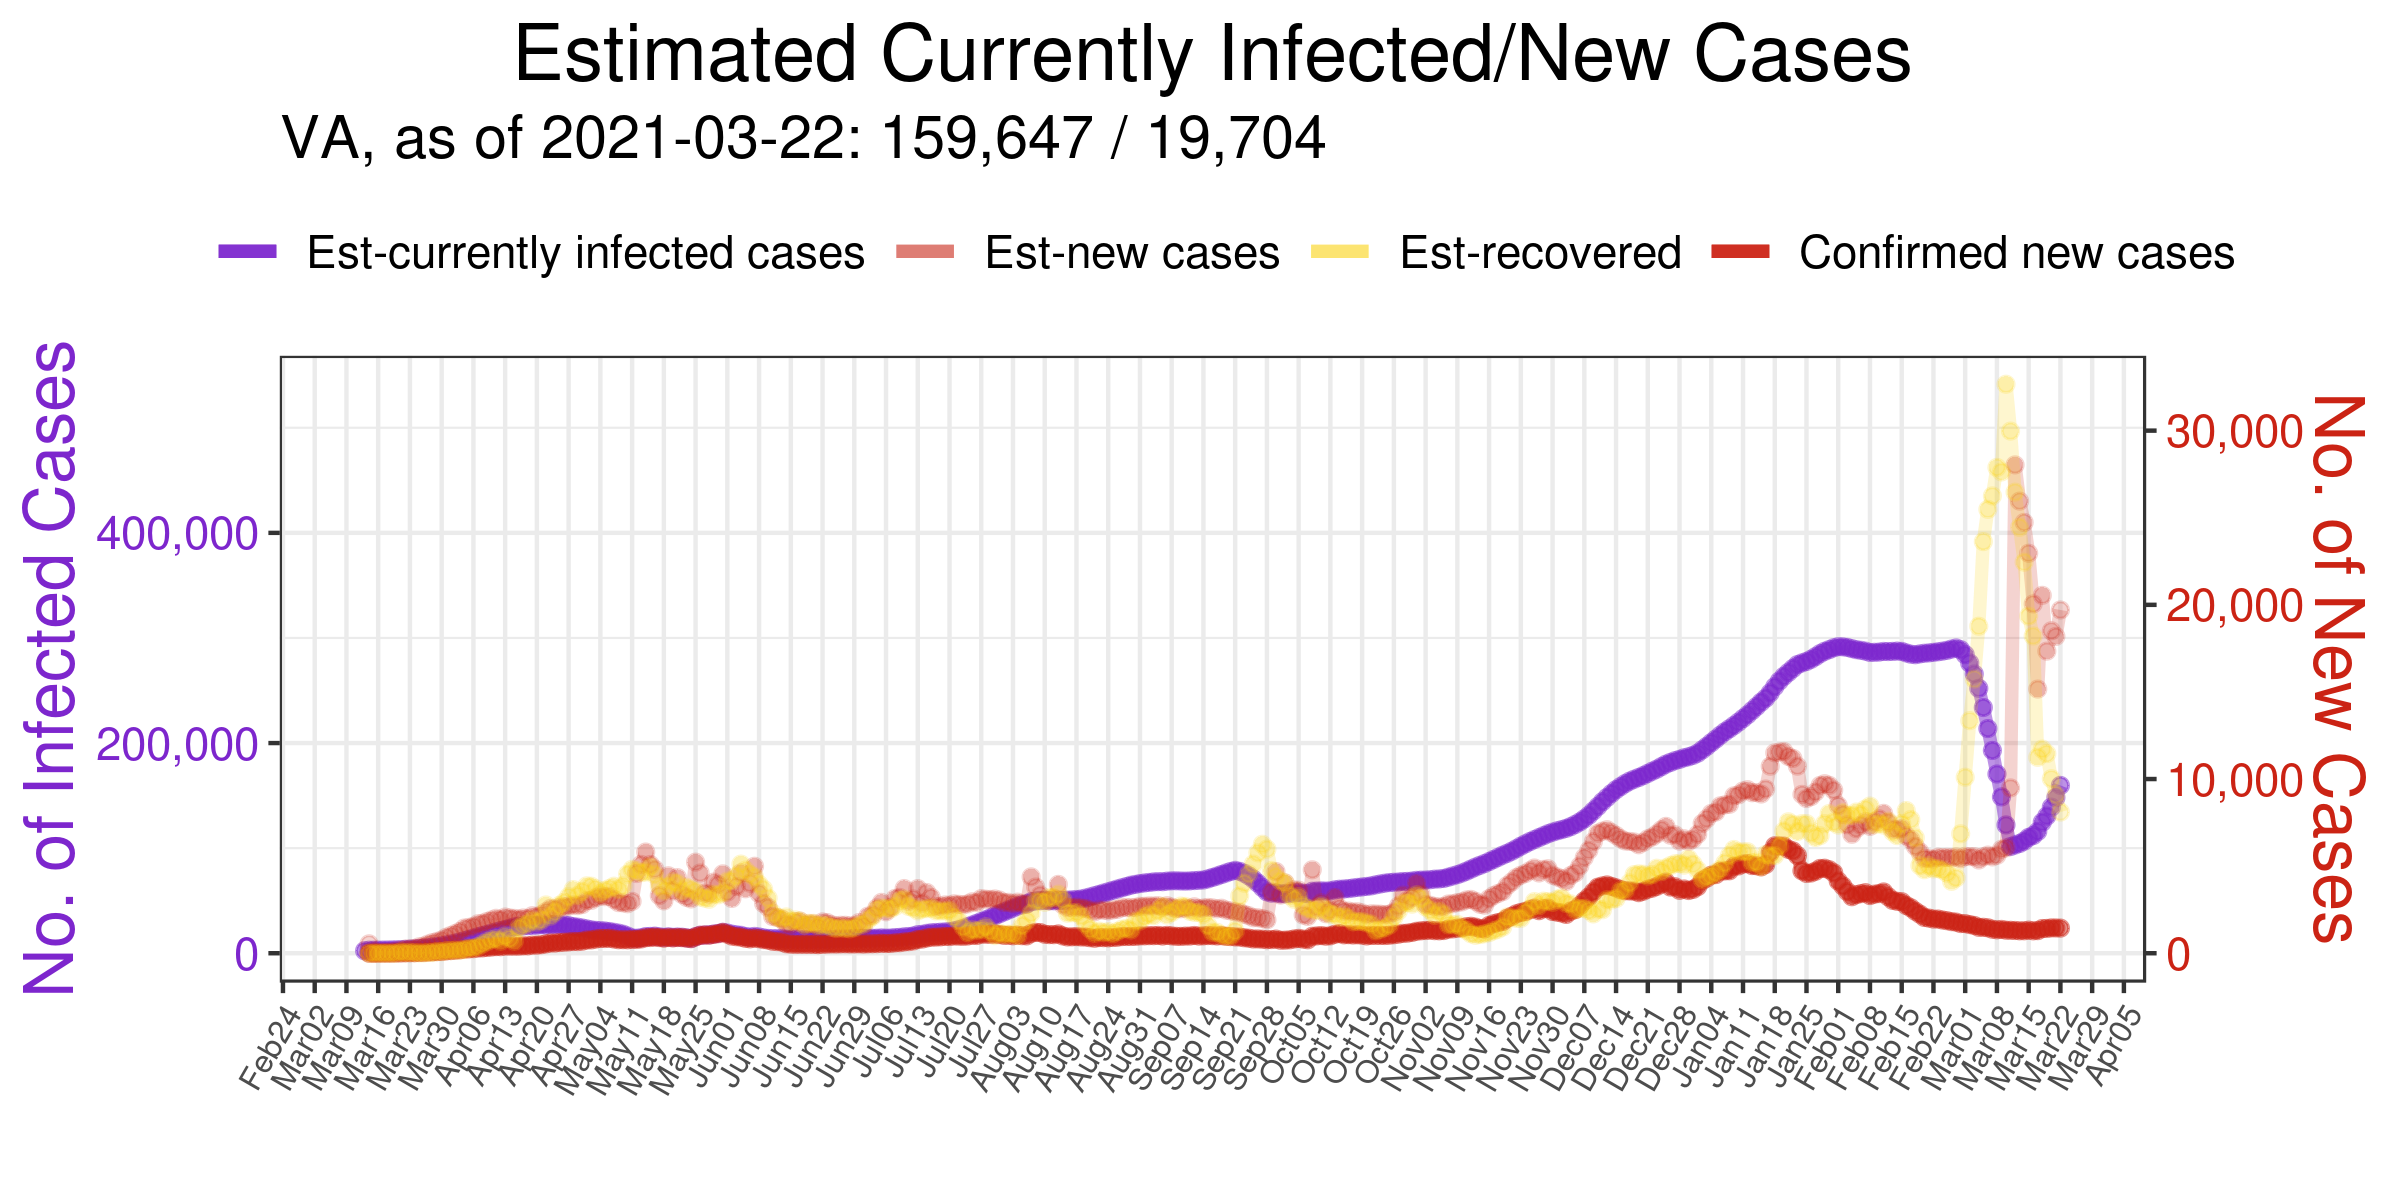 Estimated Currently Infected/New Cases
VA, as of 2021-03-22: 159,647 / 19,704
Est-currently infected cases Est-new cases Est-recovered Confirmed new cases
No. of Infected Cases
400,000
200,000
0
30,000
20,000
10,000
0
No. of New Cases
Feb24 Mar02 Mar09 Mar16 Mar23 Mar30 Apr06 Apr13 Apr20 Apr27 May04 May11 May18 May25 Jun01 Jun08 Jun15 Jun22 Jun29 Jul06 Jul13 Jul20 Jul27 Aug03 Aug10 Aug17 Aug24 Aug31 Sep07 Sep14 Sep21 Sep28 Oct05 Oct12 Oct19 Oct26 Nov02 Nov09 Nov16 Nov23 Nov30 Dec07 Dec14 Dec21 Dec28 Jan04 Jan11 Jan18 Jan25 Feb01 Feb08 Feb15 Feb22 Mar01 Mar08 Mar15 Mar22 Mar29 Apr05